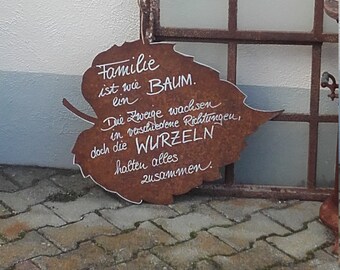 Familie
ist wie
ein BAUM.
Die Zweige wachsen
in verschiedene Richtungen,
doch die WURZELN
halten alles
zusammen.